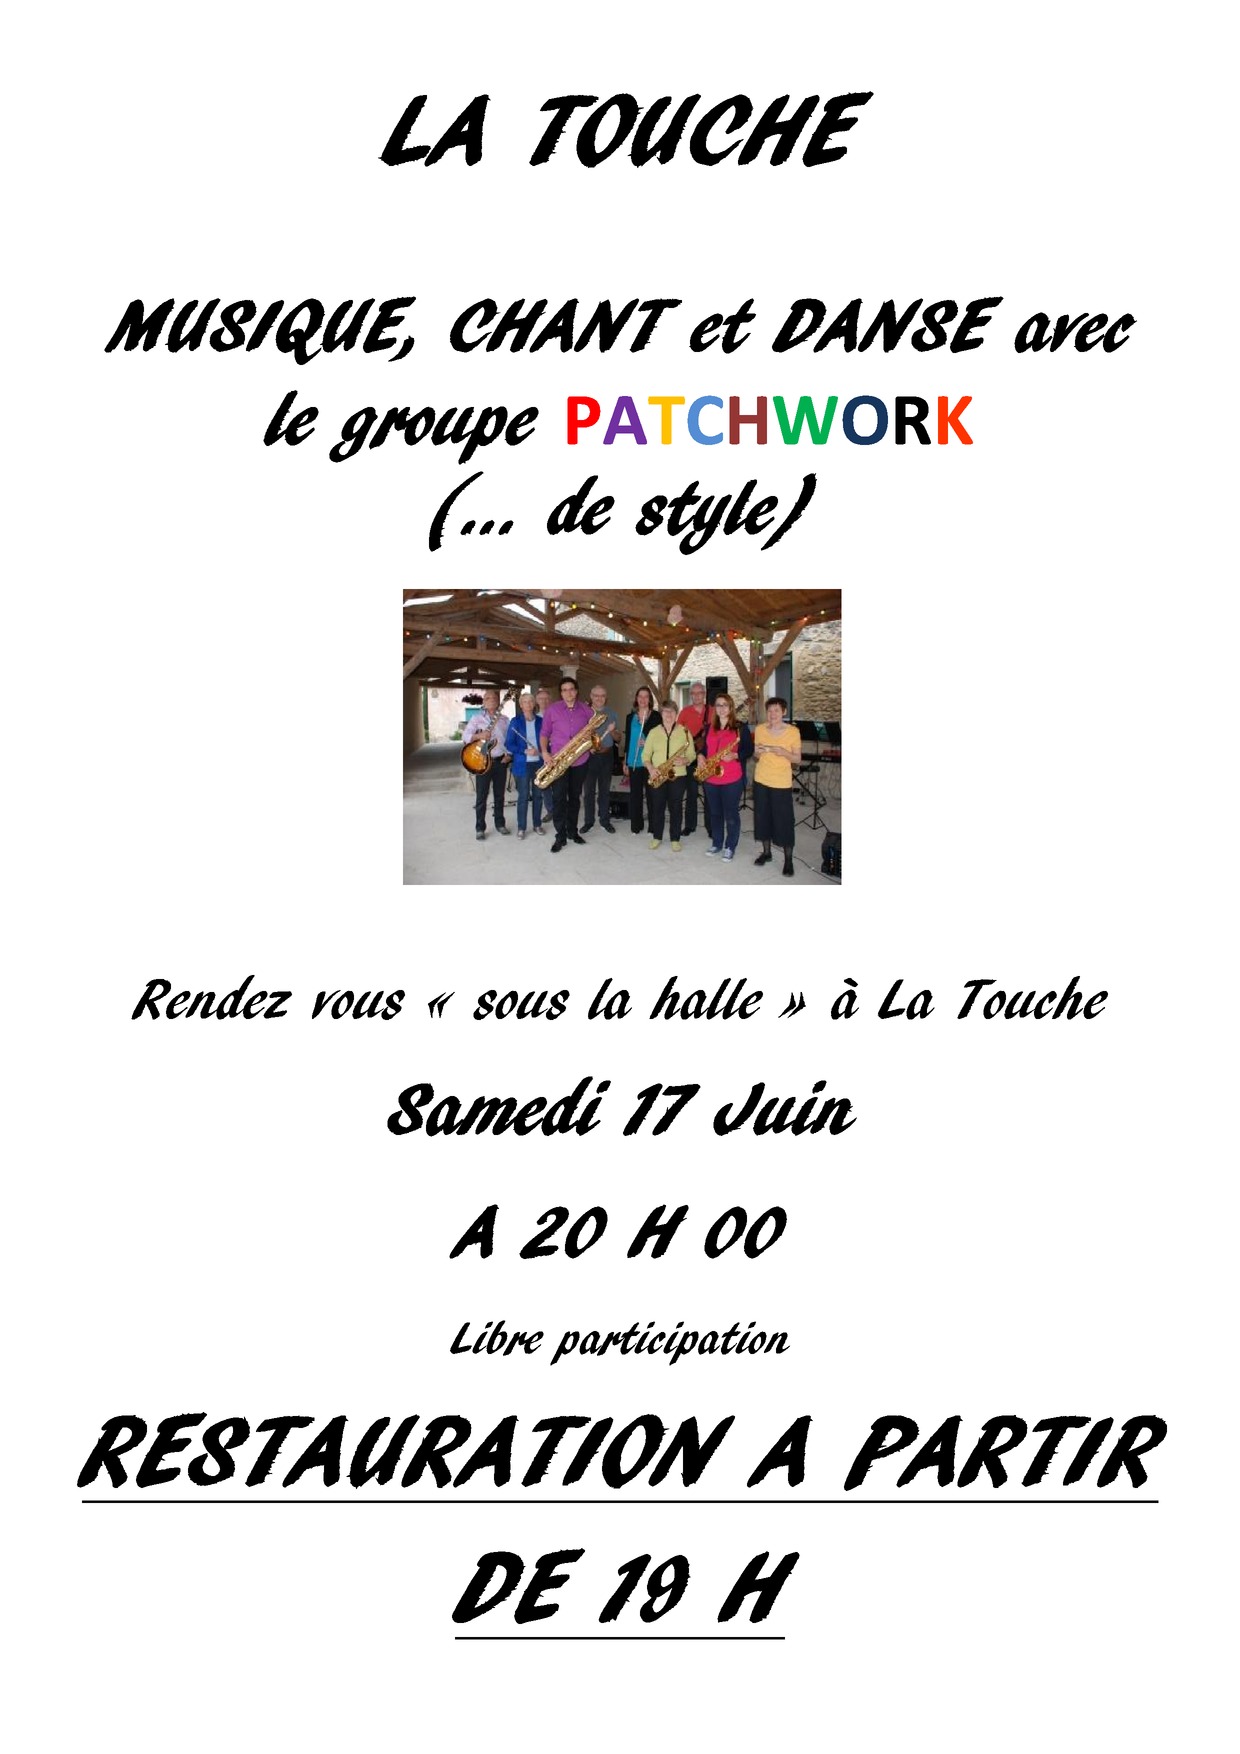 LA TOUCHE
MUSIQUE, CHANT et DANSE avec
le groupe PATCHWORK
(... de style)
Rendez vous « sous la halle » à La Touche
Samedi 17 Juin
A 20 H 00
Libre participation
RESTAURATION A PARTIR
DE 19 H